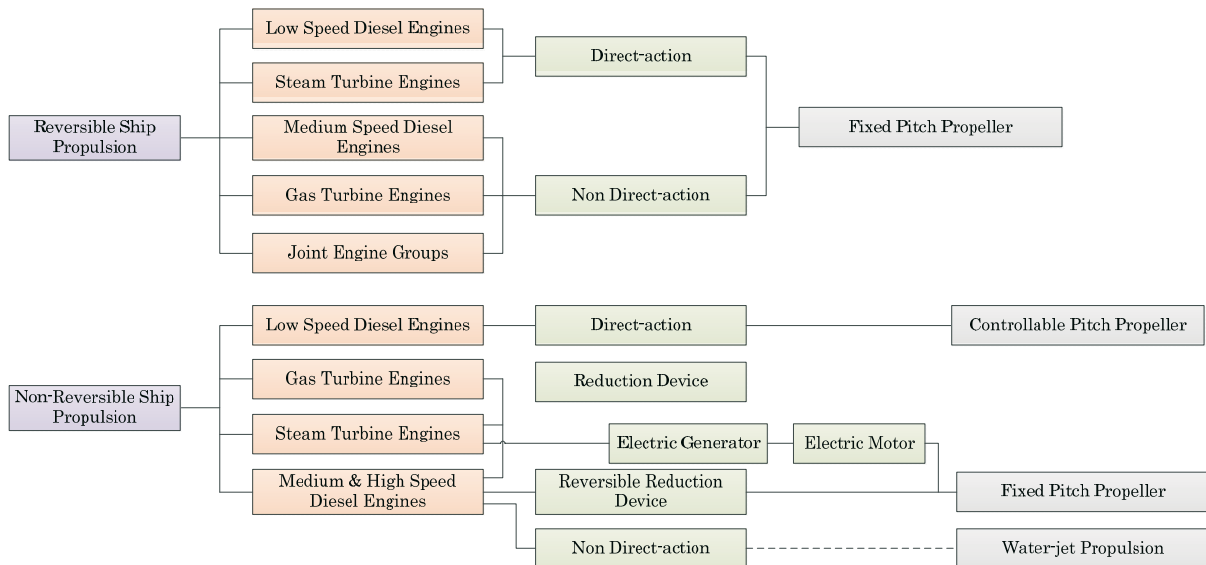 Reversible Ship
Propulsion
Low Speed Diesel Engines
Steam Turbine Engines
Medium Speed Diesel
Engines
Gas Turbine Engines
Joint Engine Groups
Direct-action
Non Direct-action
Fixed Pitch Propeller
Non-Reversible Ship
Propulsion
Low Speed Diesel Engines
Gas Turbine Engines
Steam Turbine Engines
Medium & High Speed
Diesel Engines
Direct-action
Reduction Device
Electric Generator
Electric Motor
Reversible Reduction
Device
Non Direct-action
Controllable Pitch Propeller
Fixed Pitch Propeller
Water-jet Propulsion